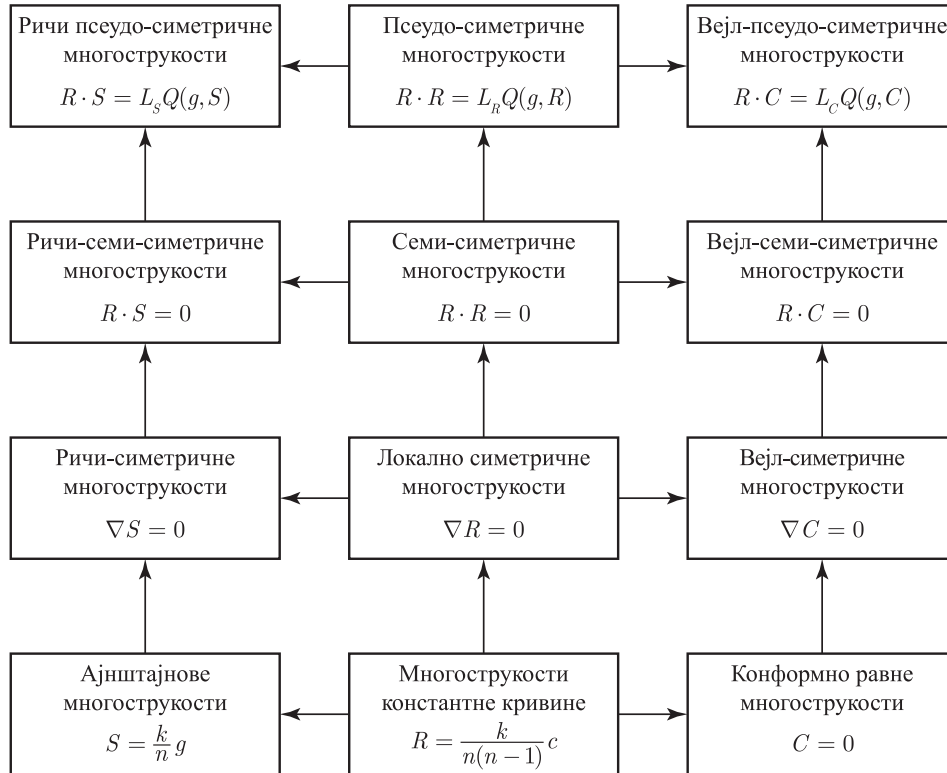 Ричи псеудо-симетричне
многострукости
R · S = L_S Q(g, S)
Псеудо-симетричне
многострукости
R · R = L_R Q(g, R)
Вејл-псеудо-симетричне
многострукости
R · C = L_C Q(g, C)
Ричи-семи-симетричне
многострукости
R · S = 0
Семи-симетричне
многострукости
R · R = 0
Вејл-семи-симетричне
многострукости
R · C = 0
Ричи-симетричне
многострукости
∇S = 0
Локално симетричне
многострукости
∇R = 0
Вејл-симетричне
многострукости
∇C = 0
Ајнштајнове
многострукости
S = k/n g
Многострукости
константне кривине
R = k/n(n − 1) c
Конформно равне
многострукости
C = 0